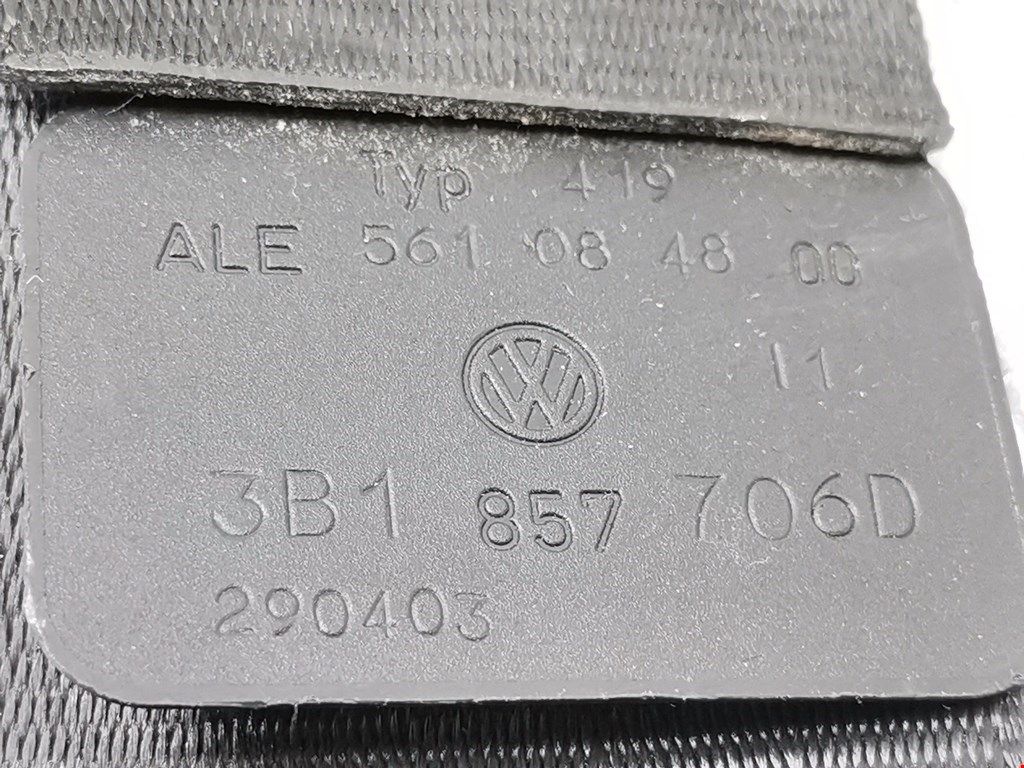 Typ 419
ALE 561 08 48 00
11
3B1 857 706D
290403